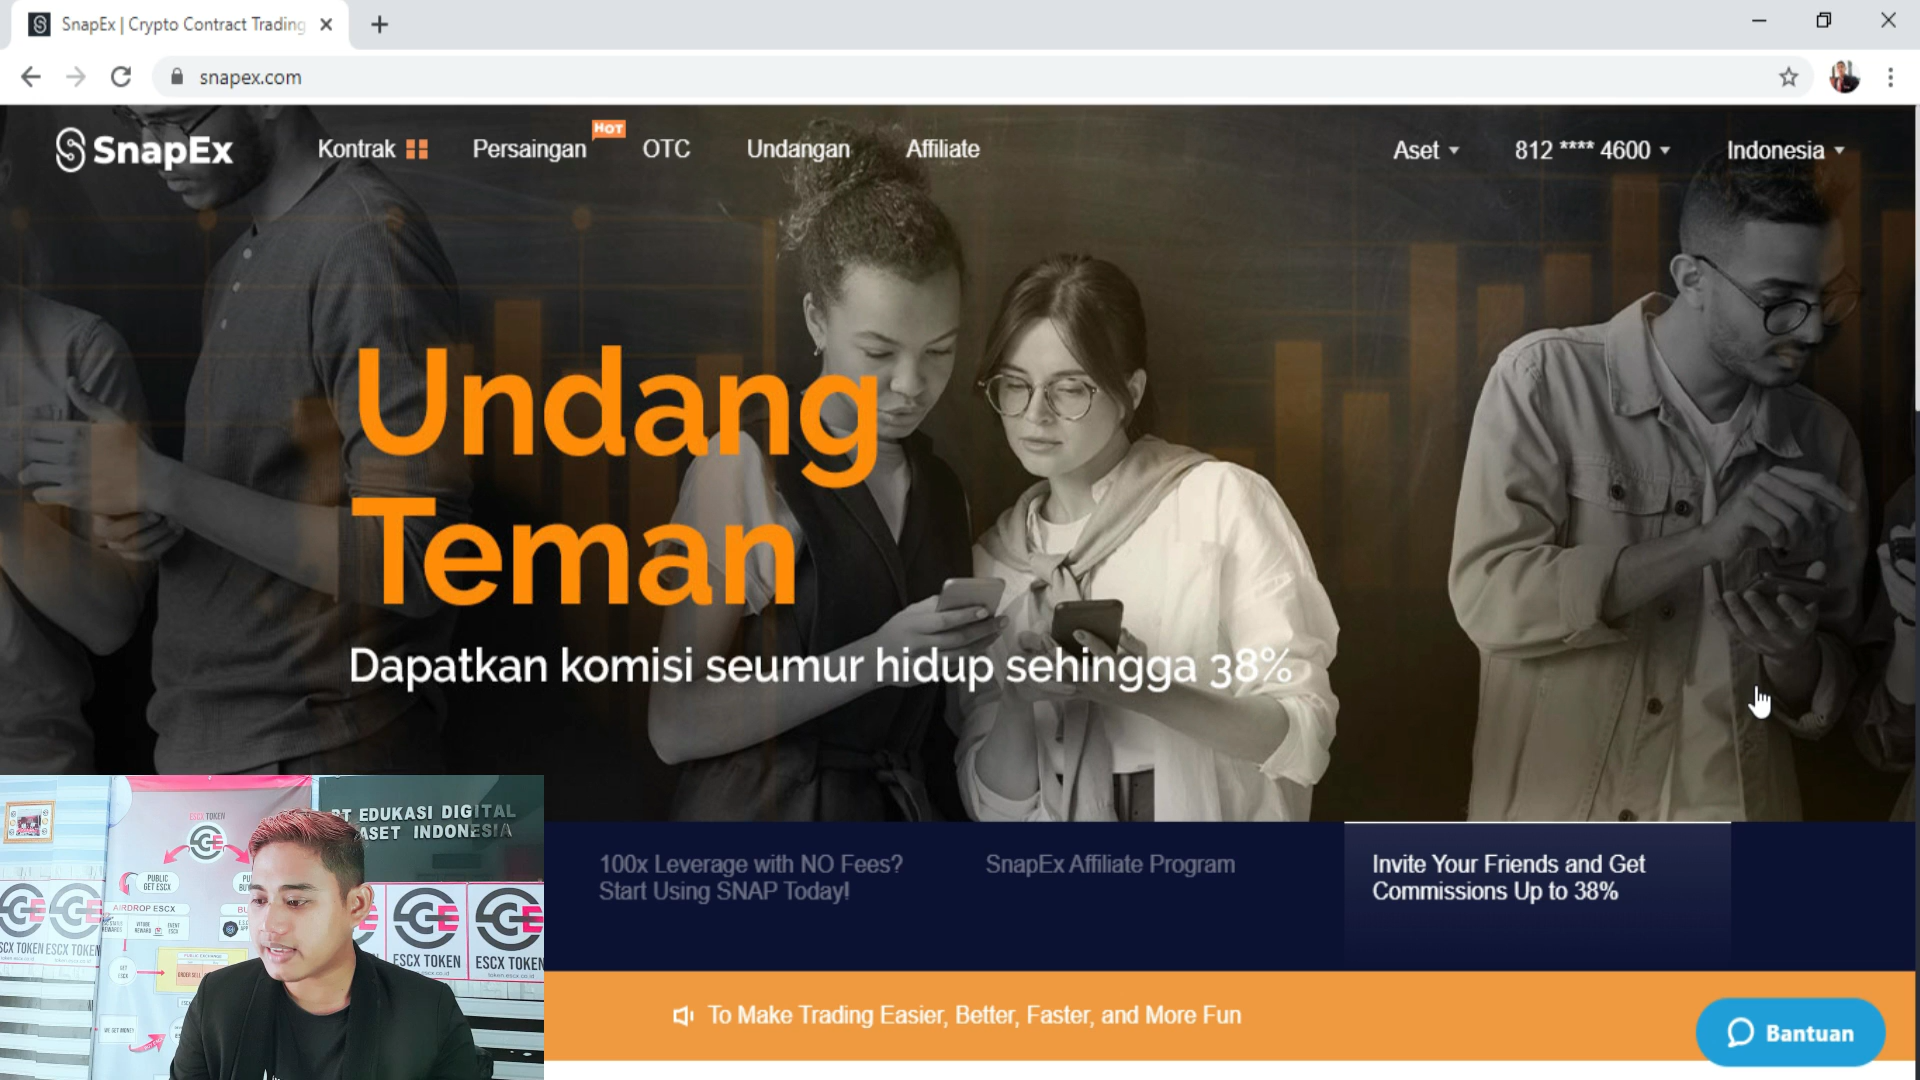 SnapEx | Crypto Contract Trading
snapex.com
SnapEx
Kontrak
Persaingan
HOT
OTC
Undangan
Affiliate
Aset
812 **** 4600
Indonesia
Undang
Teman
Dapatkan komisi seumur hidup sehingga 38%
100x Leverage with NO Fees?
Start Using SNAP Today!
SnapEx Affiliate Program
Invite Your Friends and Get
Commissions Up to 38%
To Make Trading Easier, Better, Faster, and More Fun
Bantuan
PT EDUKASI DIGITAL
ASET INDONESIA
ESCX TOKEN
PUBLIC
GET ESCX
AIRDROP ESCX
ESCX TOKEN
ESCX TOKEN
ESCX TOKEN